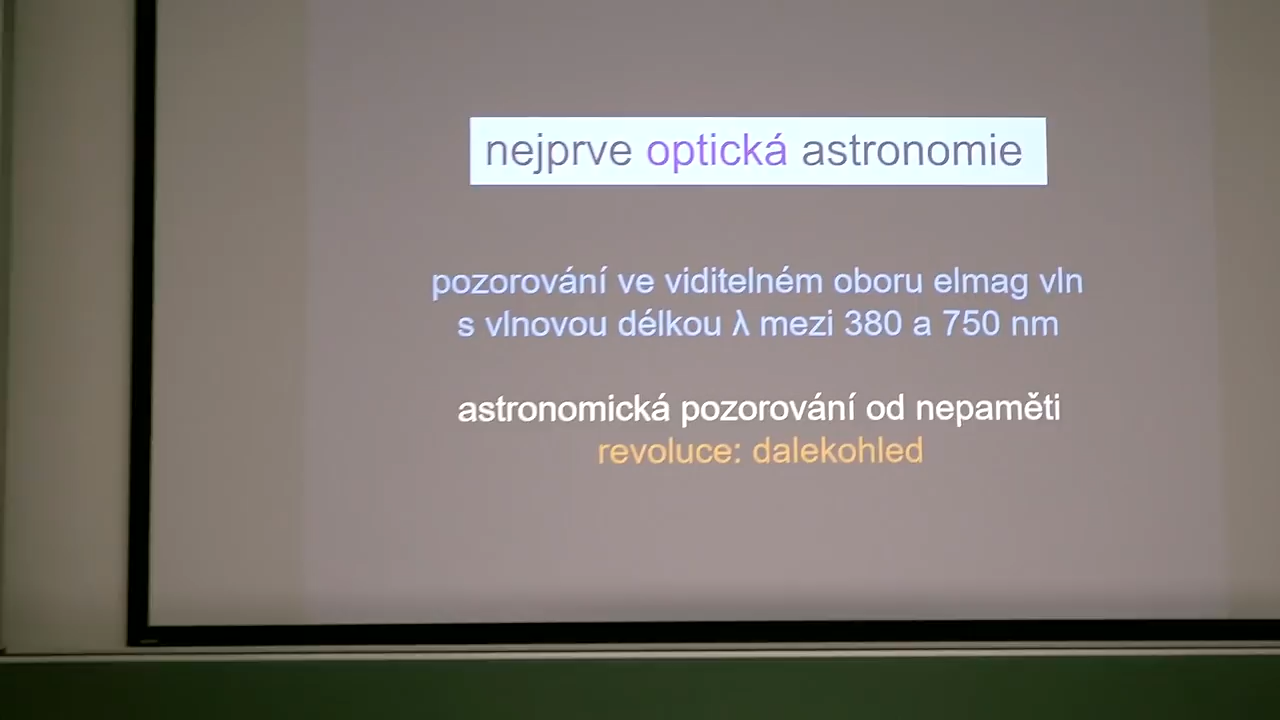 nejprve optická astronomie
pozorování ve viditelném oboru elmag vln
s vlnovou délkou λ mezi 380 a 750 nm
astronomická pozorování od nepaměti
revoluce: dalekohled